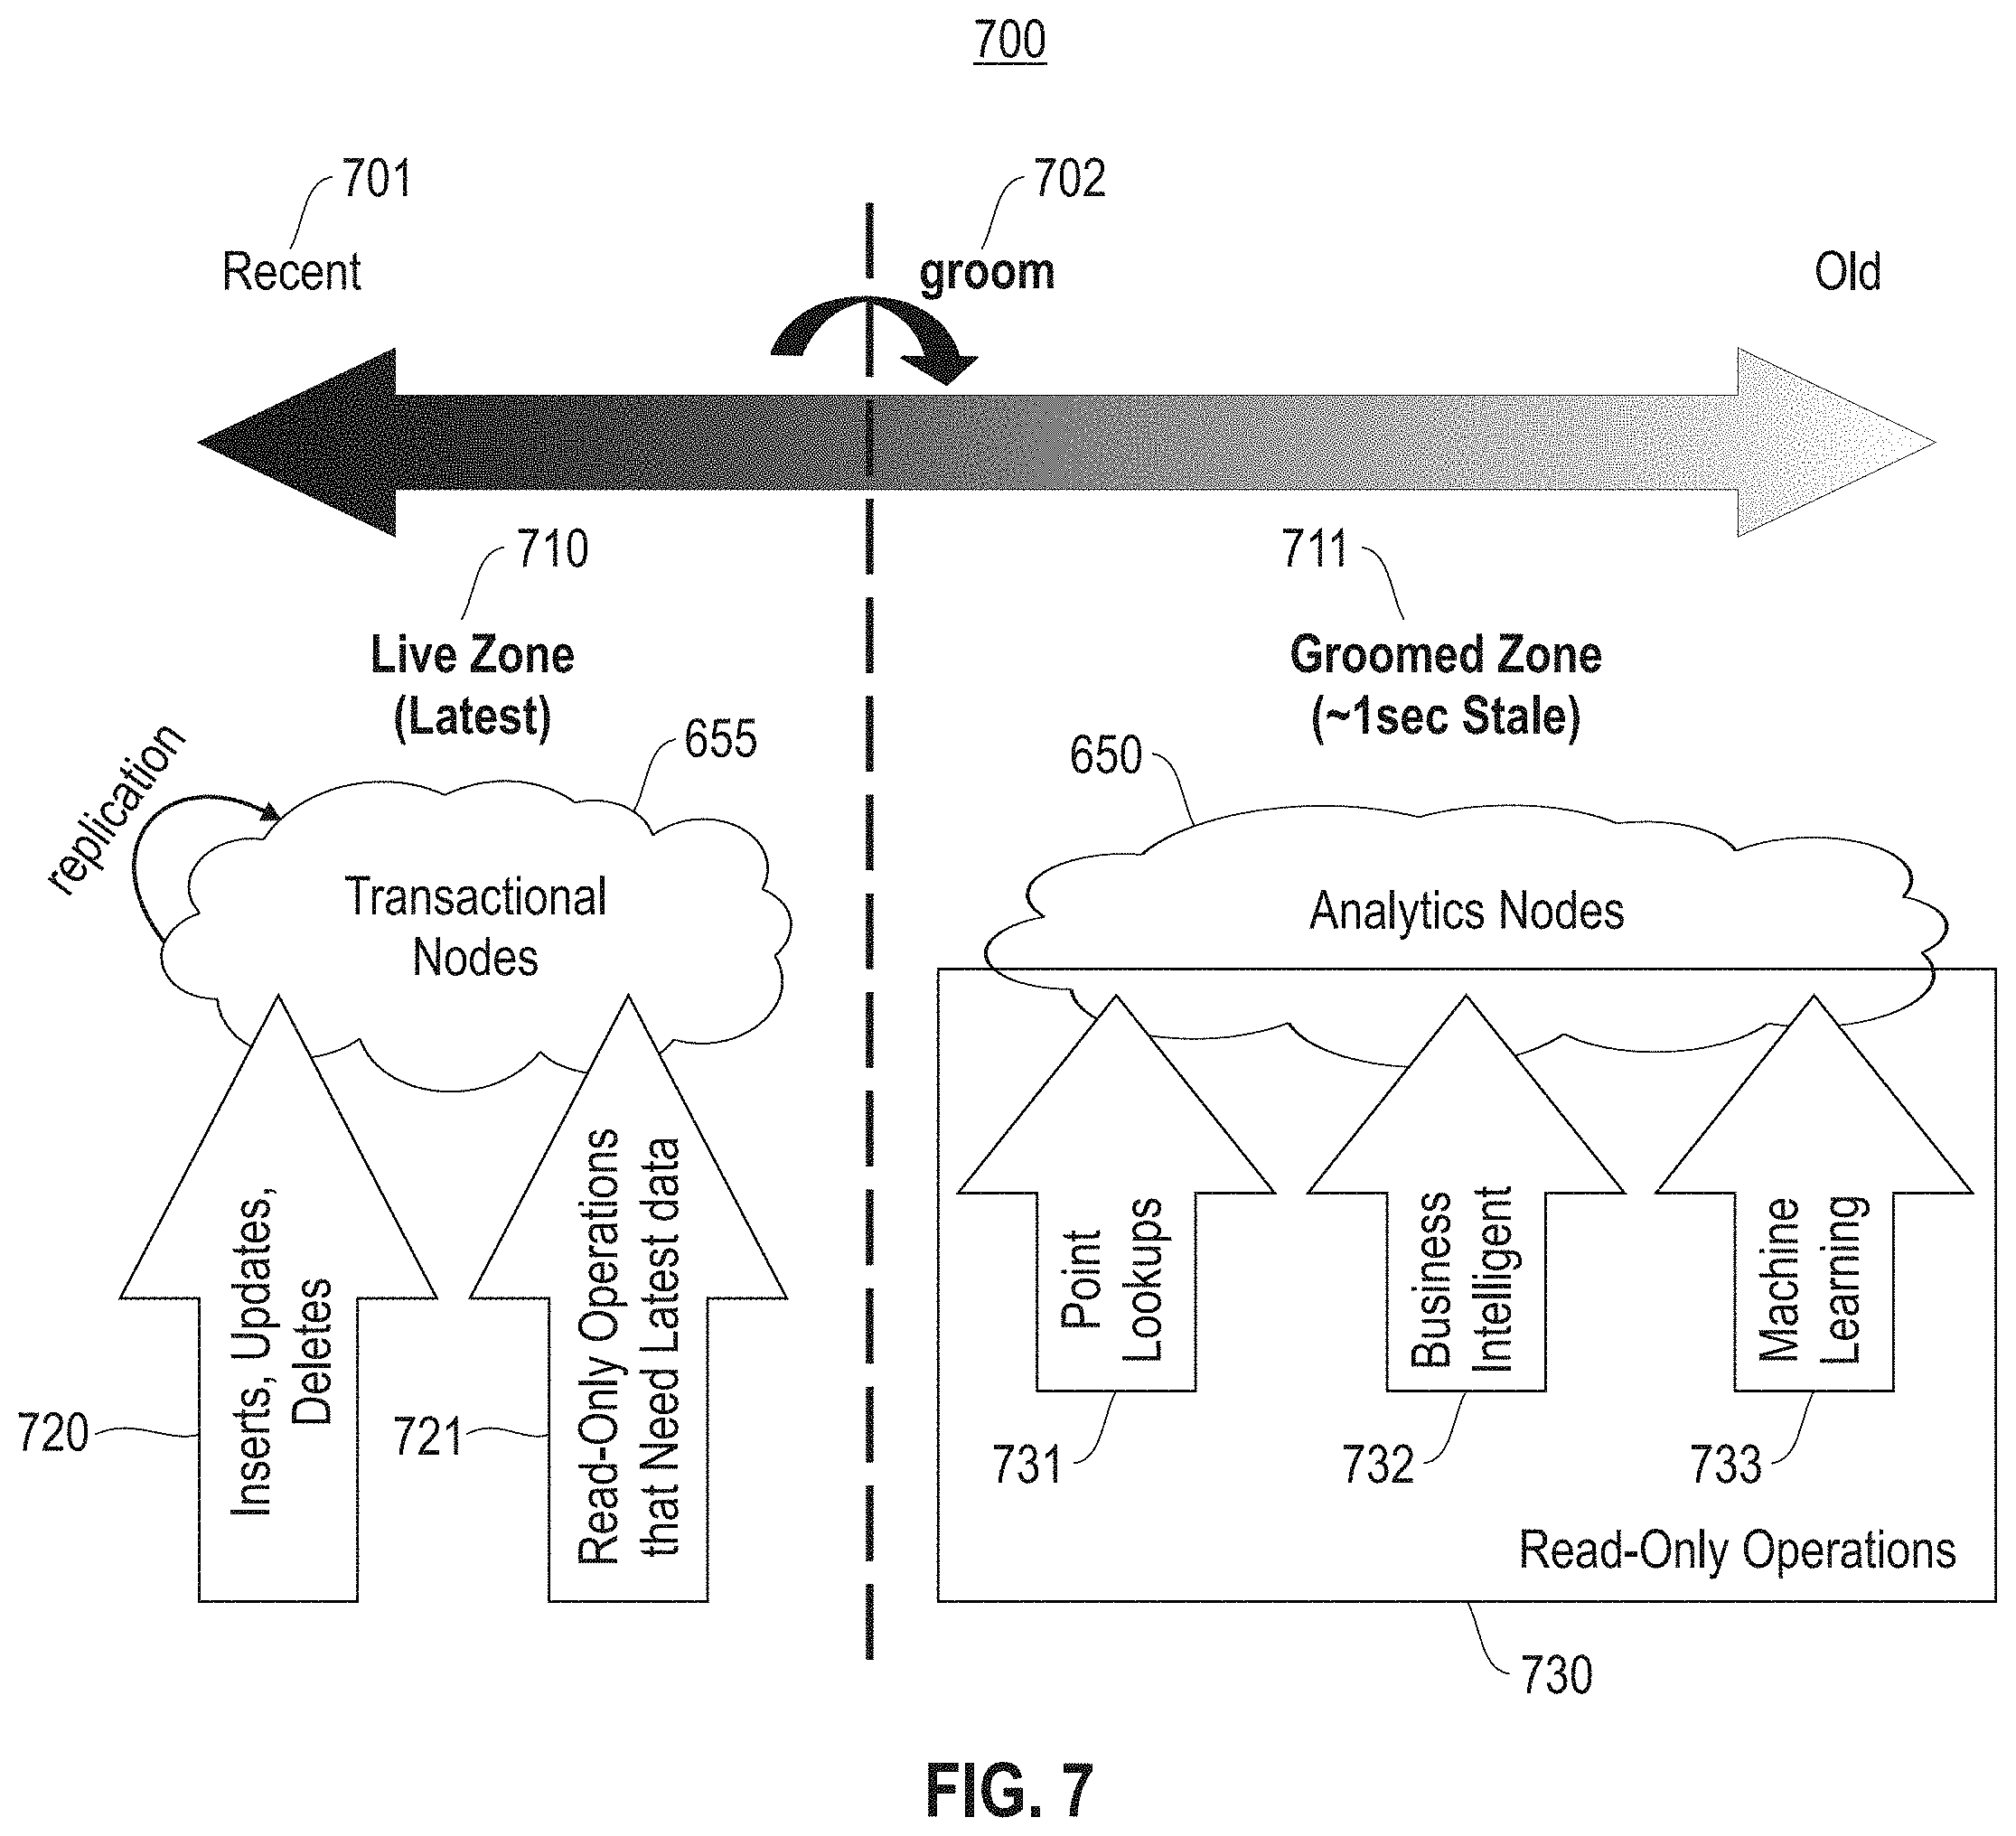 700
701
702
Recent
groom
Old
710
711
Live Zone
(Latest)
Groomed Zone
(~1sec Stale)
replication
655
650
Transactional
Nodes
Analytics Nodes
Inserts, Updates,
Deletes
Read-Only Operations
that Need Latest data
Point
Lookups
Business
Intelligent
Machine
Learning
720
721
731
732
733
Read-Only Operations
730
FIG. 7